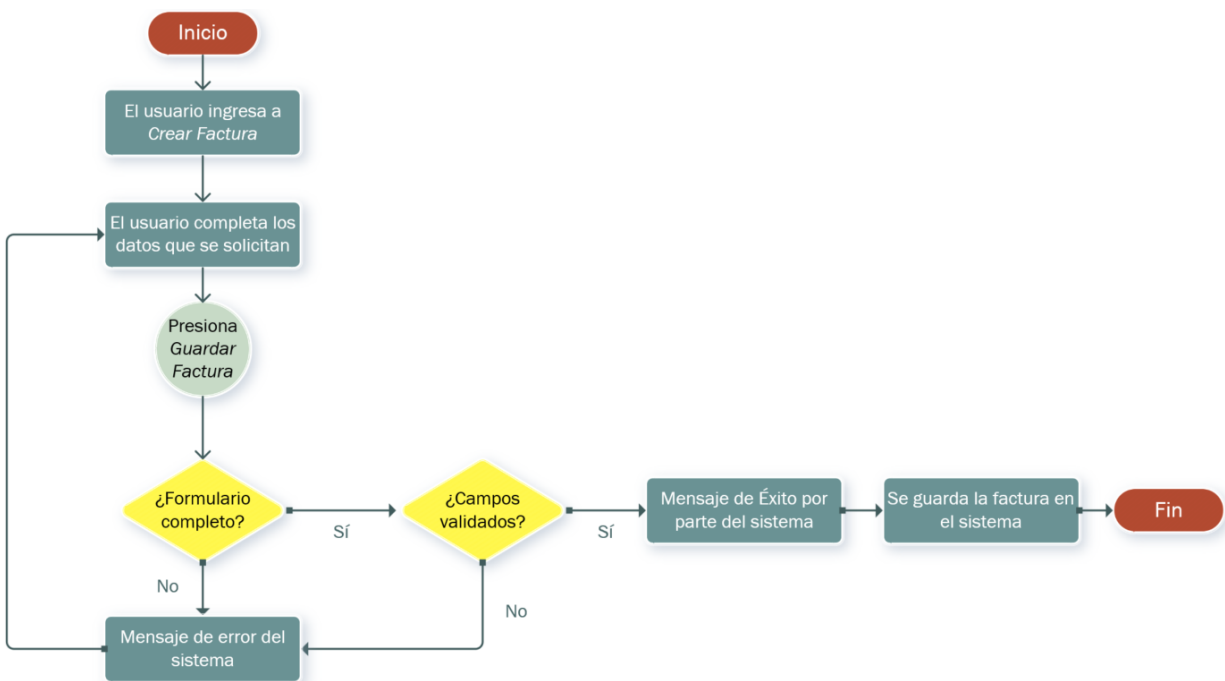 Inicio
El usuario ingresa a
Crear Factura
El usuario completa los
datos que se solicitan
Presiona
Guardar
Factura
¿Formulario
completo?
Sí
No
¿Campos
validados?
Sí
No
Mensaje de Éxito por
parte del sistema
Se guarda la factura en
el sistema
Fin
Mensaje de error del
sistema